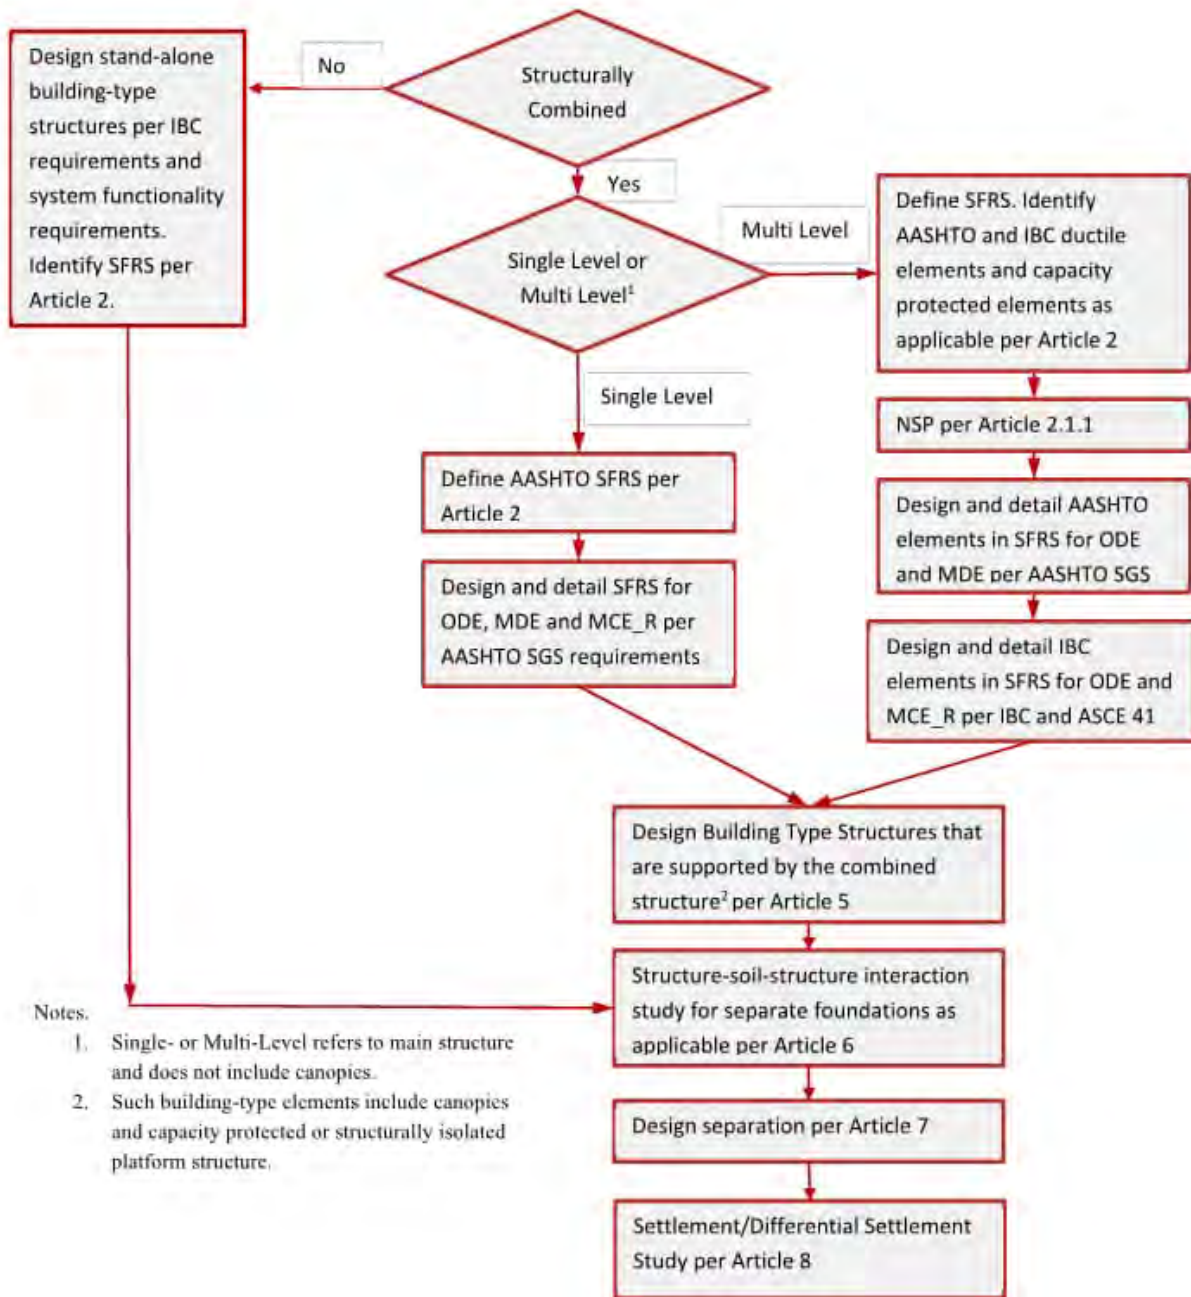 Structurally
Combined
No
Design stand-alone
building-type
structures per IBC
requirements and
system functionality
requirements.
Identify SFRS per
Article 2.
Yes
Single Level or
Multi Level¹
Multi Level
Define SFRS. Identify
AASHTO and IBC ductile
elements and capacity
protected elements as
applicable per Article 2
NSP per Article 2.1.1
Design and detail AASHTO
elements in SFRS for ODE
and MDE per AASHTO SGS
Design and detail IBC
elements in SFRS for ODE and
MCE_R per IBC and ASCE 41
Single Level
Define AASHTO SFRS per
Article 2
Design and detail SFRS for
ODE, MDE and MCE_R per
AASHTO SGS requirements
Design Building Type Structures that
are supported by the combined
structure² per Article 5
Structure-soil-structure interaction
study for separate foundations as
applicable per Article 6
Design separation per Article 7
Settlement/Differential Settlement
Study per Article 8
Notes.
1. Single- or Multi-Level refers to main structure
and does not include canopies.
2. Such building-type elements include canopies
and capacity protected or structurally isolated
platform structure.